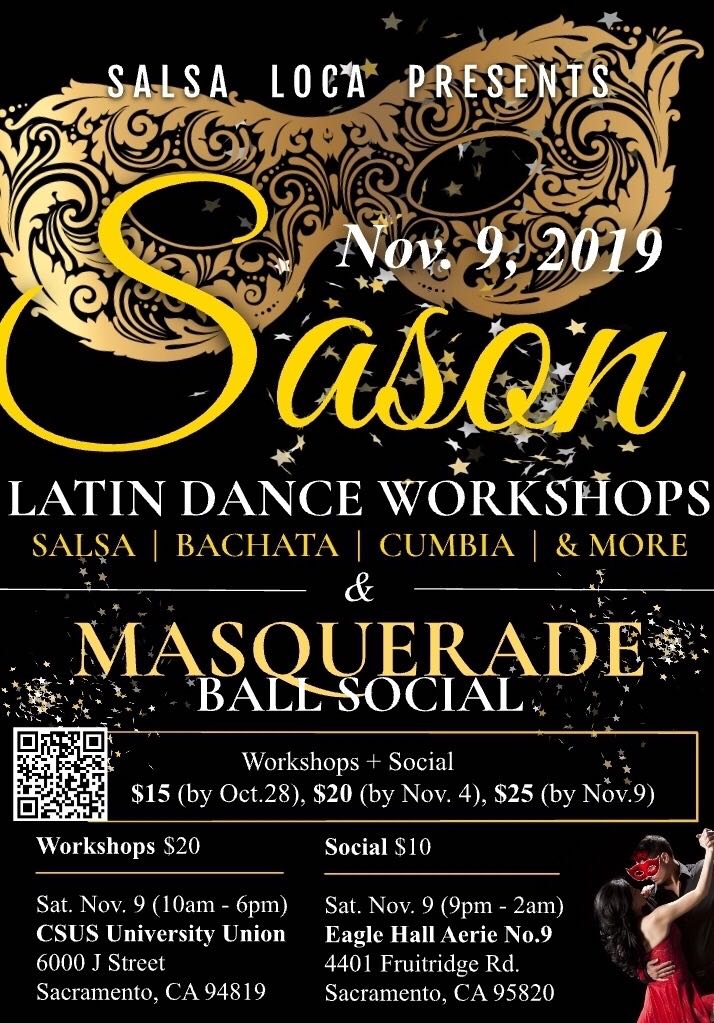 SALSA LOCA PRESENTS
Nov. 9, 2019
Sason
LATIN DANCE WORKSHOPS
SALSA | BACHATA | CUMBIA | & MORE
&
MASQUERADE
BALL SOCIAL
Workshops + Social
$15 (by Oct.28), $20 (by Nov. 4), $25 (by Nov.9)
Workshops $20
Sat. Nov. 9 (10am - 6pm)
CSUS University Union
6000 J Street
Sacramento, CA 94819
Social $10
Sat. Nov. 9 (9pm - 2am)
Eagle Hall Aerie No.9
4401 Fruitridge Rd.
Sacramento, CA 95820